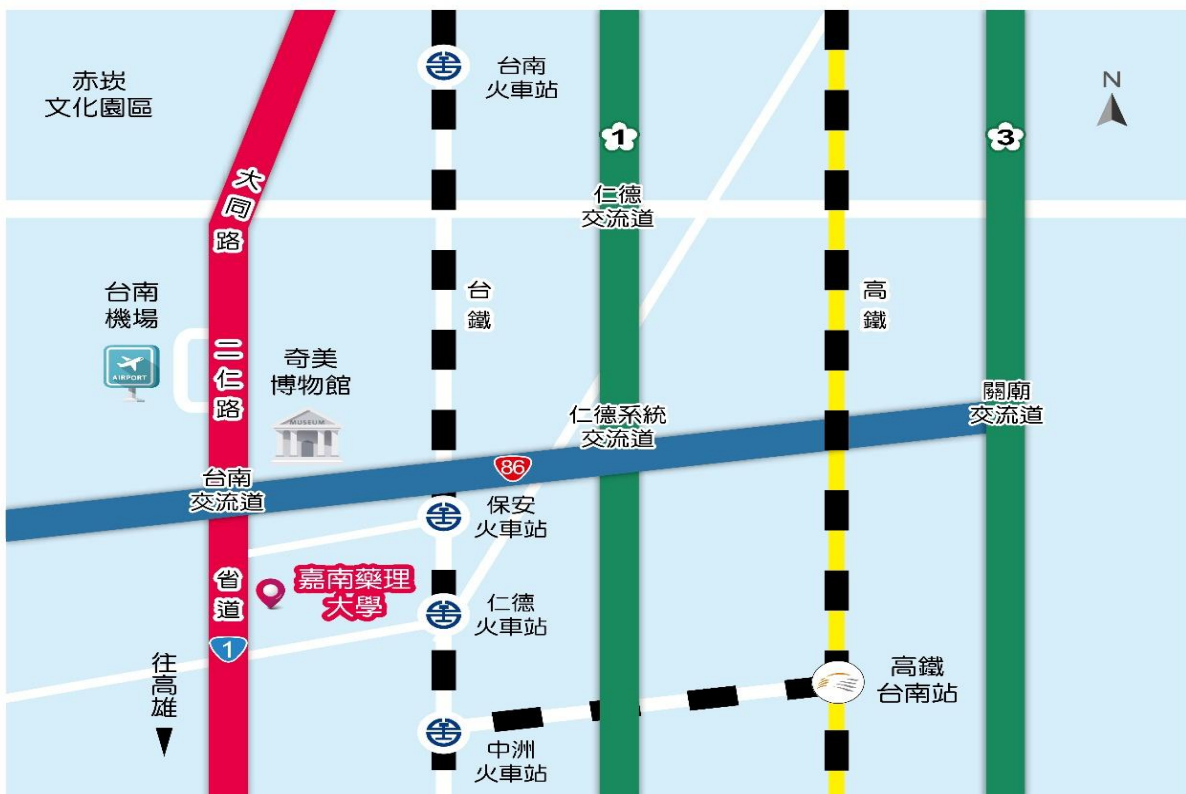 赤崁
文化園區
台南
火車站
N
1
3
大同路
仁德
交流道
台鐵
高鐵
台南
機場
AIRPORT
二仁路
奇美
博物館
MUSEUM
仁德系統
交流道
關廟
交流道
86
台南
交流道
保安
火車站
省道
1
嘉南藥理
大學
仁德
火車站
往高雄
高鐵
台南站
中洲
火車站